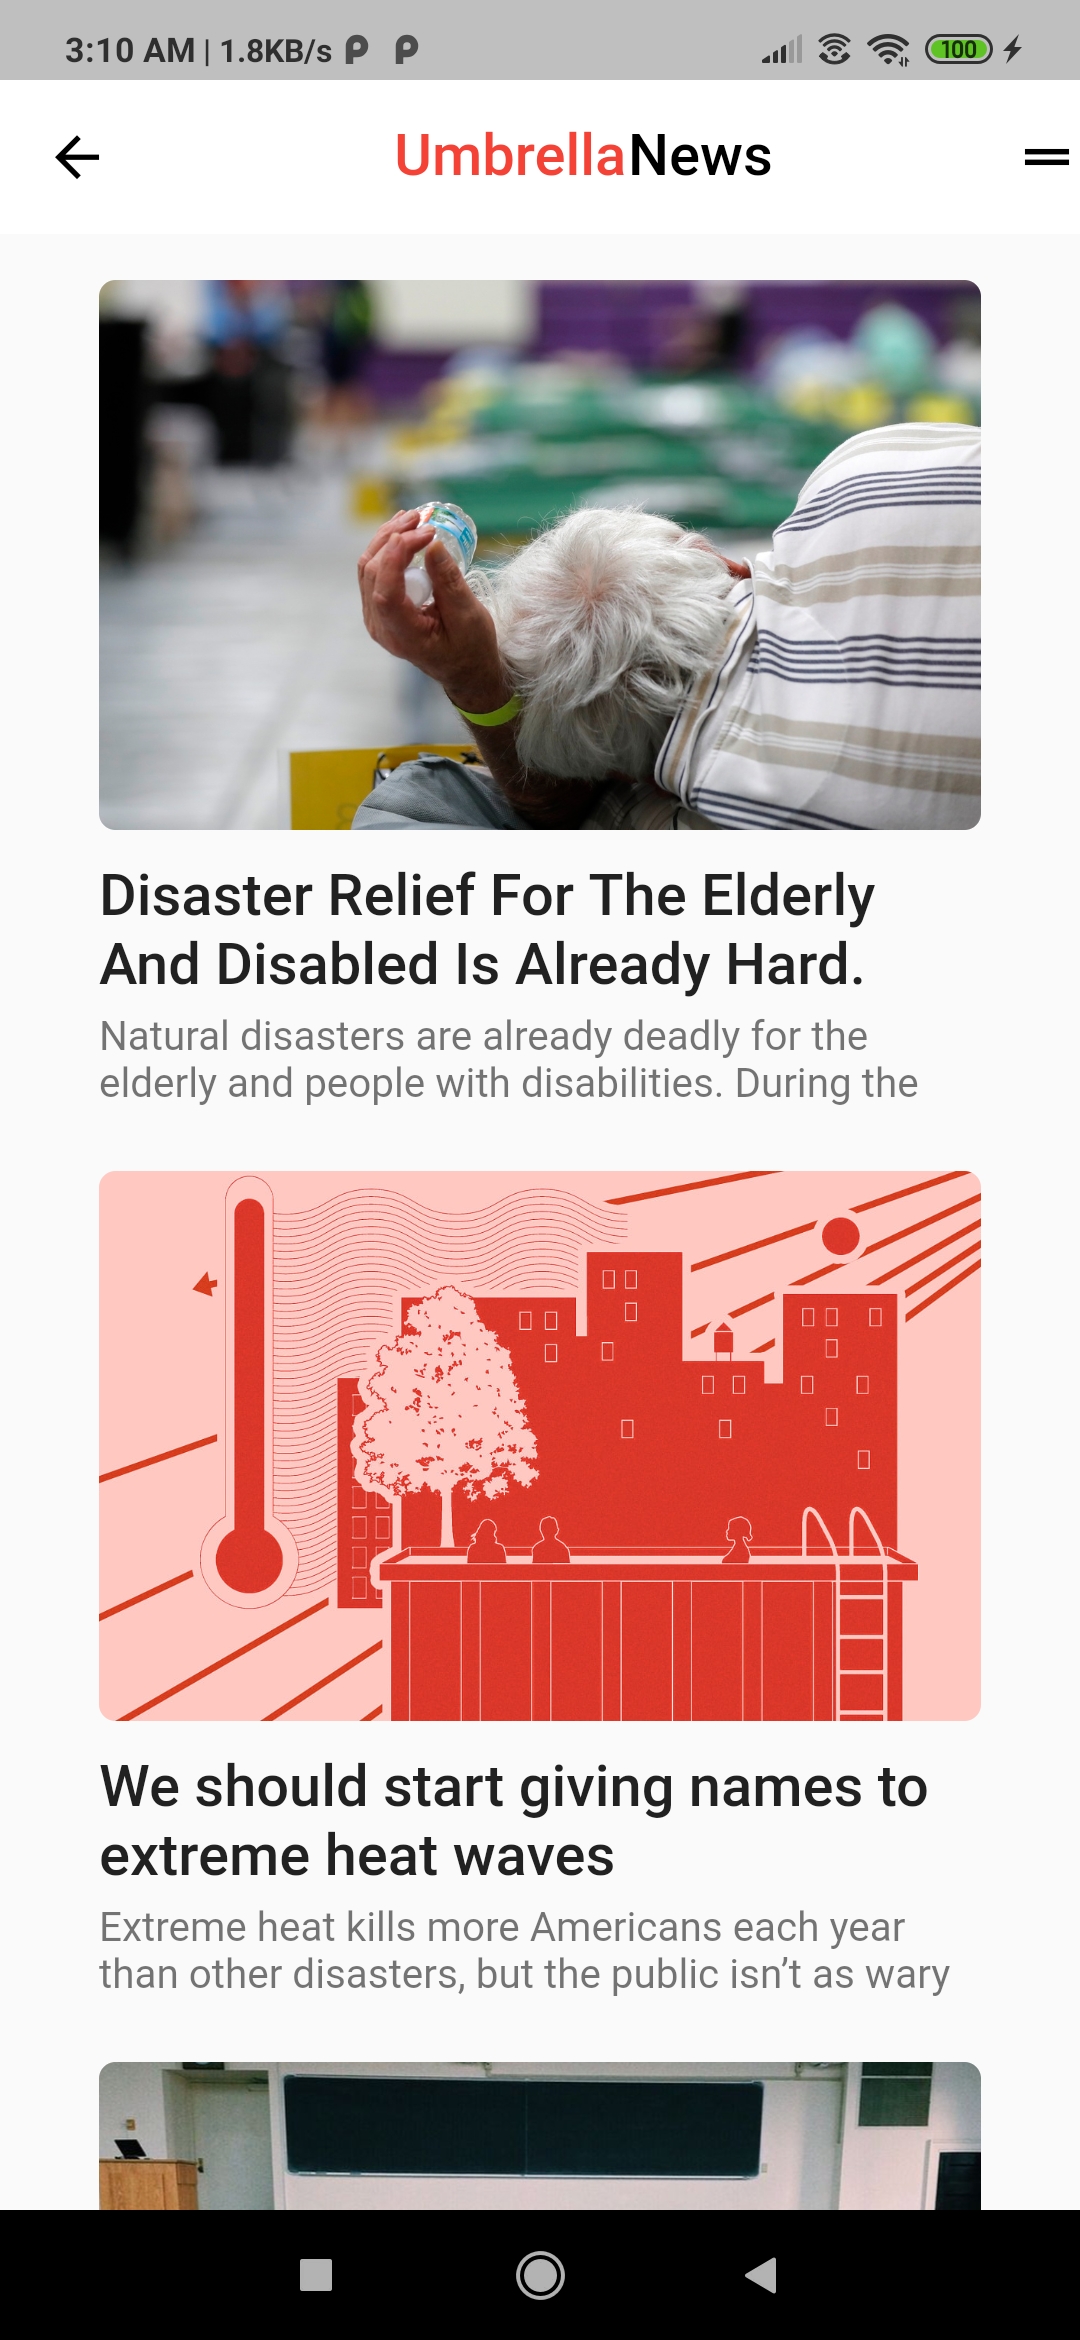 3:10 AM | 1.8KB/s
100
UmbrellaNews
Disaster Relief For The Elderly
And Disabled Is Already Hard.
Natural disasters are already deadly for the
elderly and people with disabilities. During the
We should start giving names to
extreme heat waves
Extreme heat kills more Americans each year
than other disasters, but the public isn’t as wary